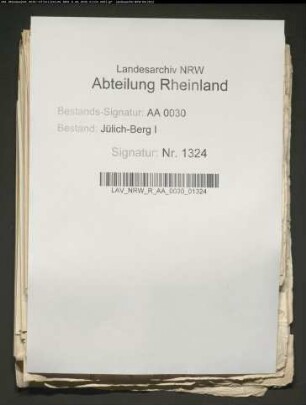 Landesarchiv NRW
Abteilung Rheinland
Bestands-Signatur: AA 0030
Bestand: Jülich-Berg I
Signatur: Nr. 1324
LAV_NRW_R_AA_0030_01324